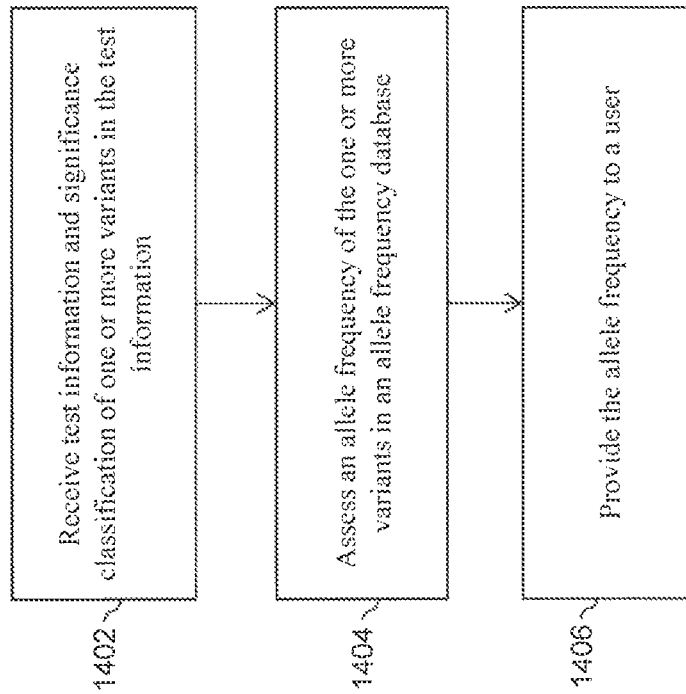 1402
Receive test information and significance
classification of one or more variants in the test
information
1404
Assess an allele frequency of the one or more
variants in an allele frequency database
1406
Provide the allele frequency to a user